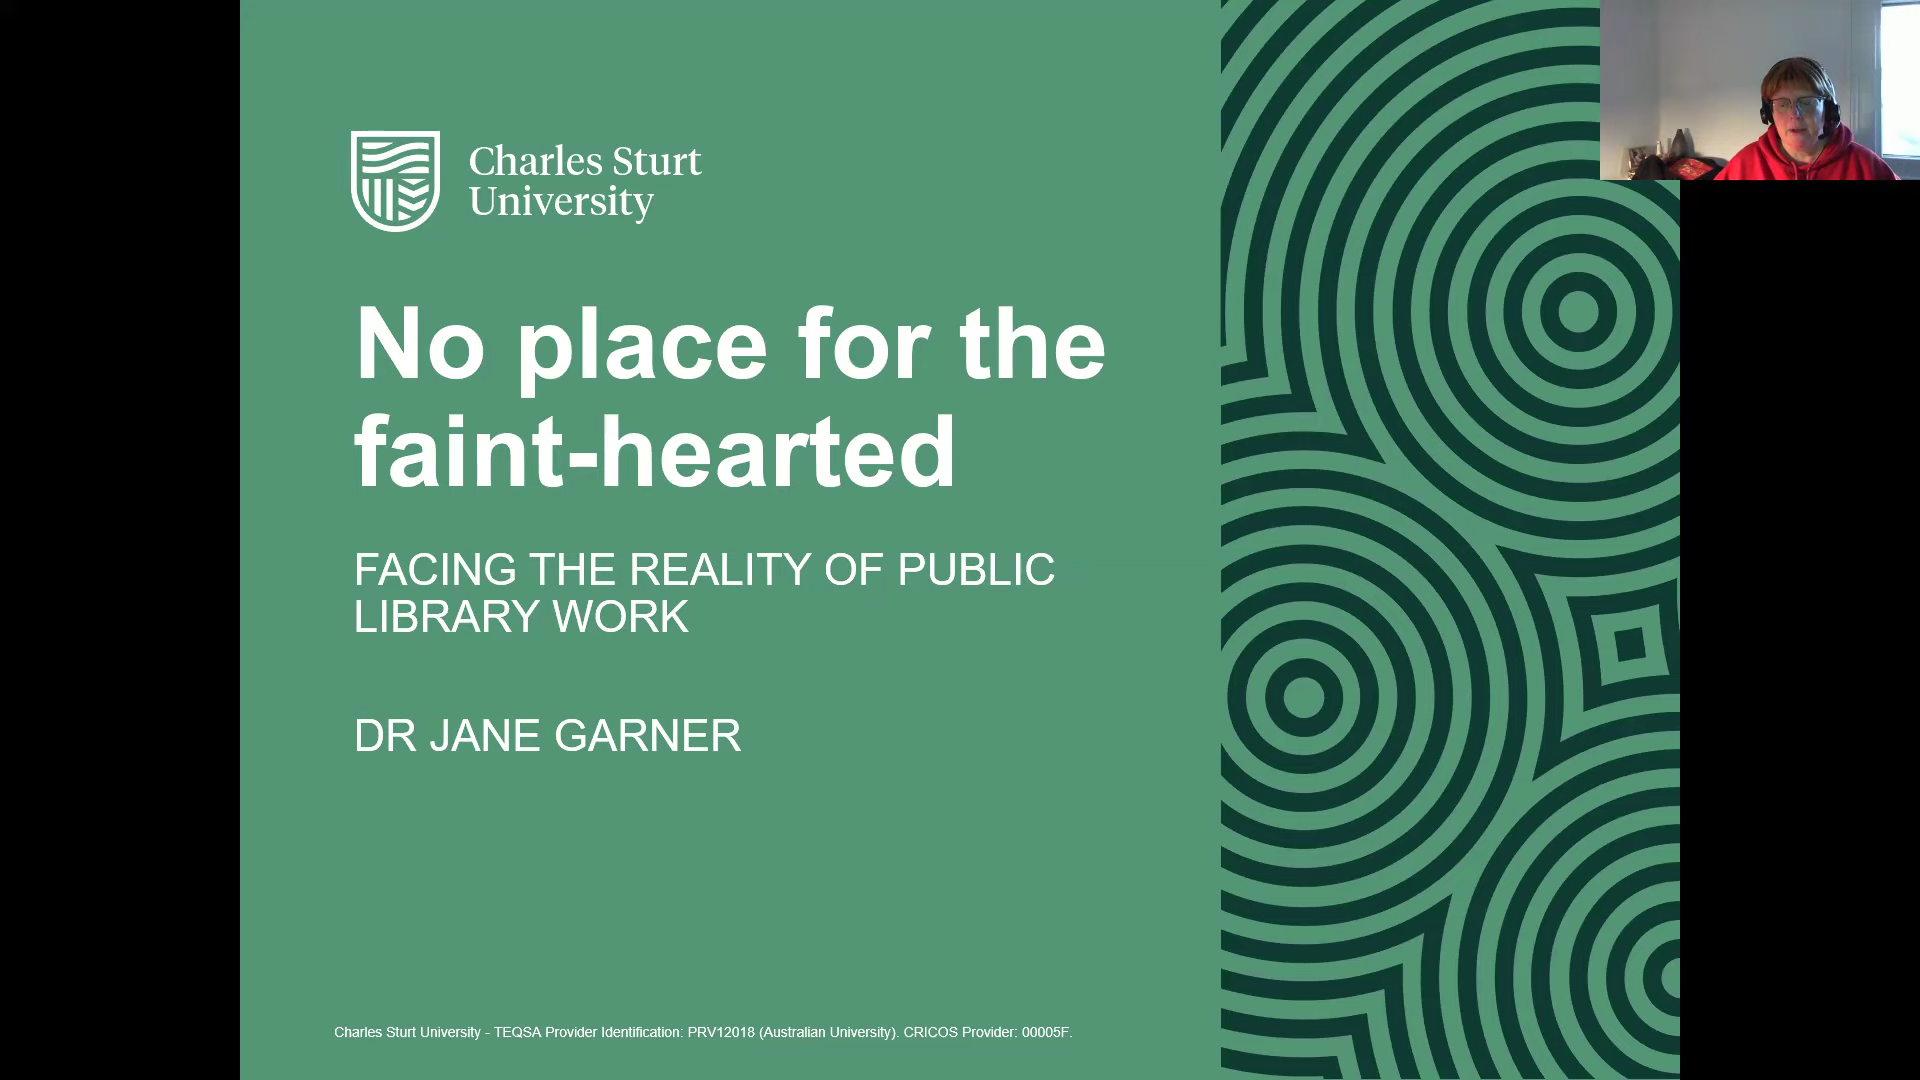 Charles Sturt
University
No place for the
faint-hearted
FACING THE REALITY OF PUBLIC
LIBRARY WORK
DR JANE GARNER
Charles Sturt University - TEQSA Provider Identification: PRV12018 (Australian University). CRICOS Provider: 00005F.